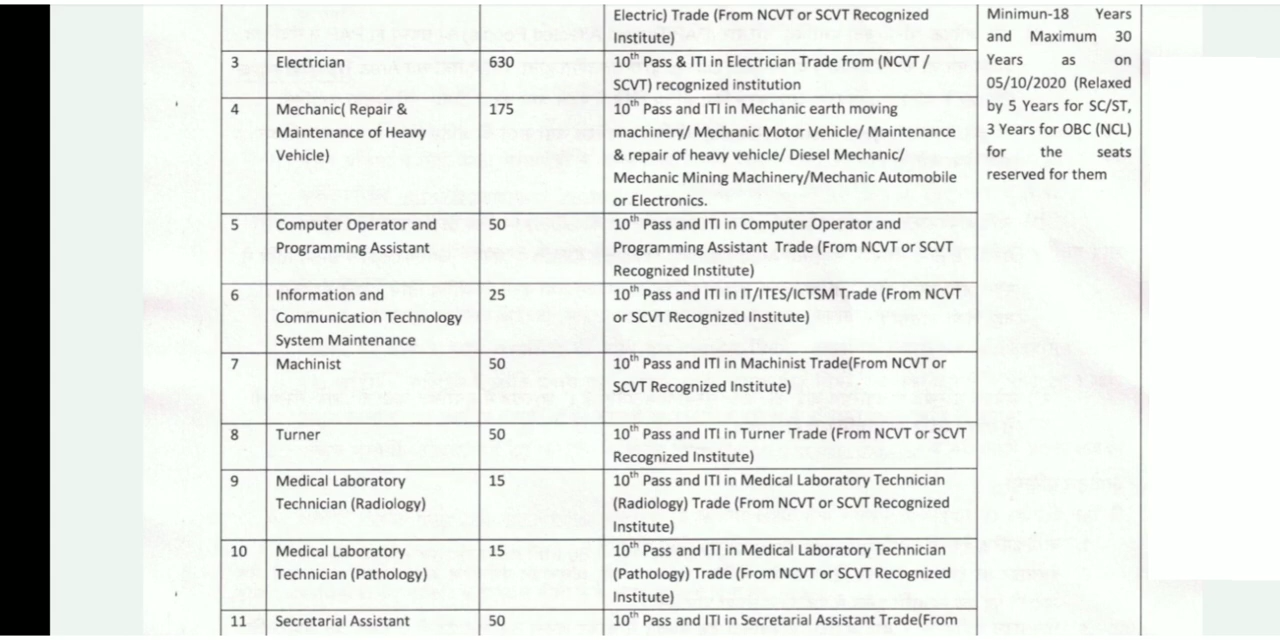 Electric) Trade (From NCVT or SCVT Recognized
Institute)
Minimun-18 Years
and Maximum 30
Years as on
05/10/2020 (Relaxed
by 5 Years for SC/ST,
3 Years for OBC (NCL)
for the seats
reserved for them
3 Electrician 630 10th Pass & ITI in Electrician Trade from (NCVT /
SCVT) recognized institution
4 Mechanic( Repair & 175 10th Pass and ITI in Mechanic earth moving
Maintenance of Heavy machinery/ Mechanic Motor Vehicle/ Maintenance
Vehicle) & repair of heavy vehicle/ Diesel Mechanic/
Mechanic Mining Machinery/Mechanic Automobile
or Electronics.
5 Computer Operator and 50 10th Pass and ITI in Computer Operator and
Programming Assistant Programming Assistant Trade (From NCVT or SCVT
Recognized Institute)
6 Information and 25 10th Pass and ITI in IT/ITES/ICTSM Trade (From NCVT
Communication Technology or SCVT Recognized Institute)
System Maintenance
7 Machinist 50 10th Pass and ITI in Machinist Trade(From NCVT or
SCVT Recognized Institute)
8 Turner 50 10th Pass and ITI in Turner Trade (From NCVT or SCVT
Recognized Institute)
9 Medical Laboratory 15 10th Pass and ITI in Medical Laboratory Technician
Technician (Radiology) (Radiology) Trade (From NCVT or SCVT Recognized
Institute)
10 Medical Laboratory 15 10th Pass and ITI in Medical Laboratory Technician
Technician (Pathology) (Pathology) Trade (From NCVT or SCVT Recognized
Institute)
11 Secretarial Assistant 50 10th Pass and ITI in Secretarial Assistant Trade(From